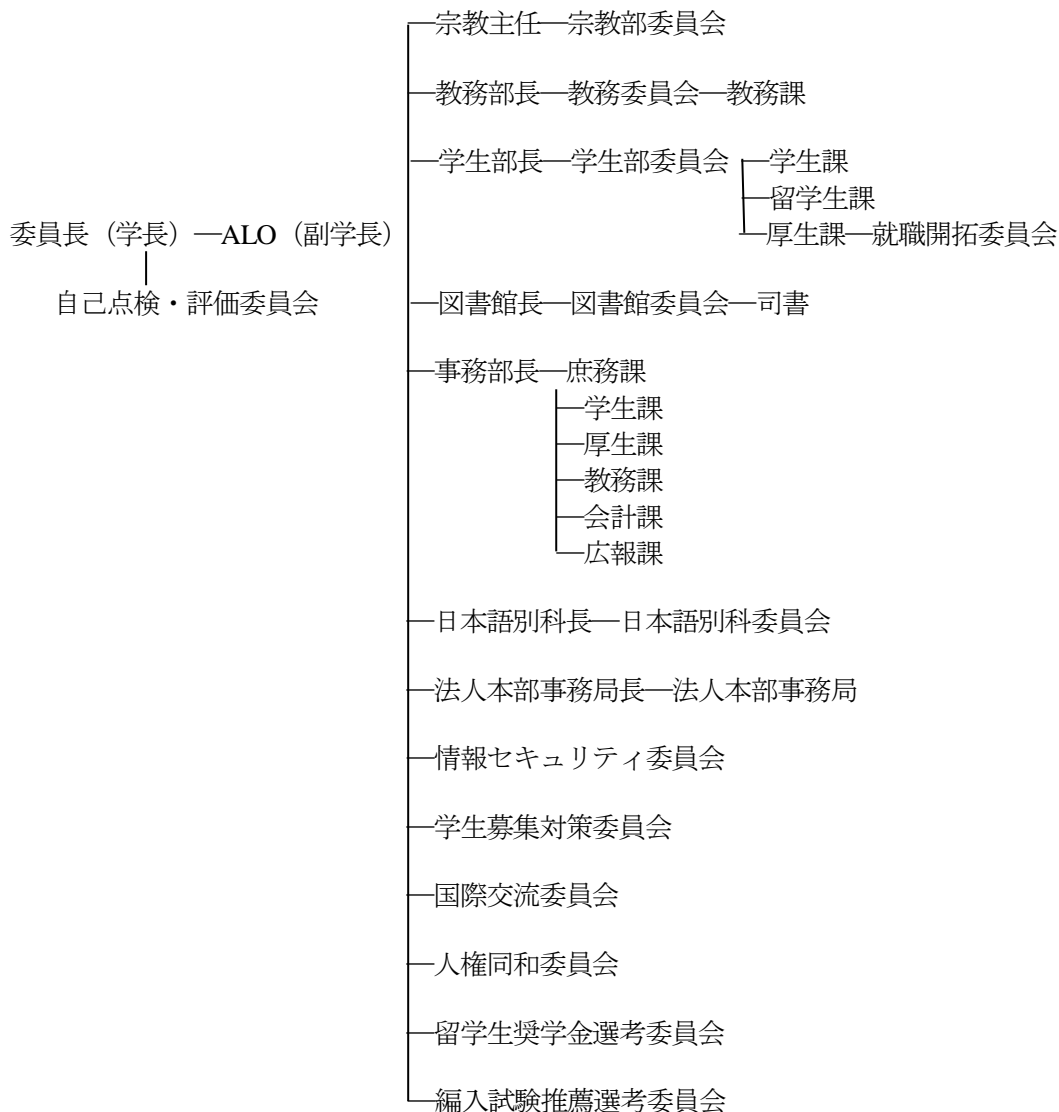 宗教主任―宗教部委員会
教務部長―教務委員会―教務課
学生部長―学生部委員会―学生課
留学生課
厚生課―就職開拓委員会
委員長（学長）―ALO（副学長）
自己点検・評価委員会
図書館長―図書館委員会―司書
事務部長―庶務課
学生課
厚生課
教務課
会計課
広報課
日本語別科長―日本語別科委員会
法人本部事務局長―法人本部事務局
情報セキュリティ委員会
学生募集対策委員会
国際交流委員会
人権同和委員会
留学生奨学金選考委員会
編入試験推薦選考委員会